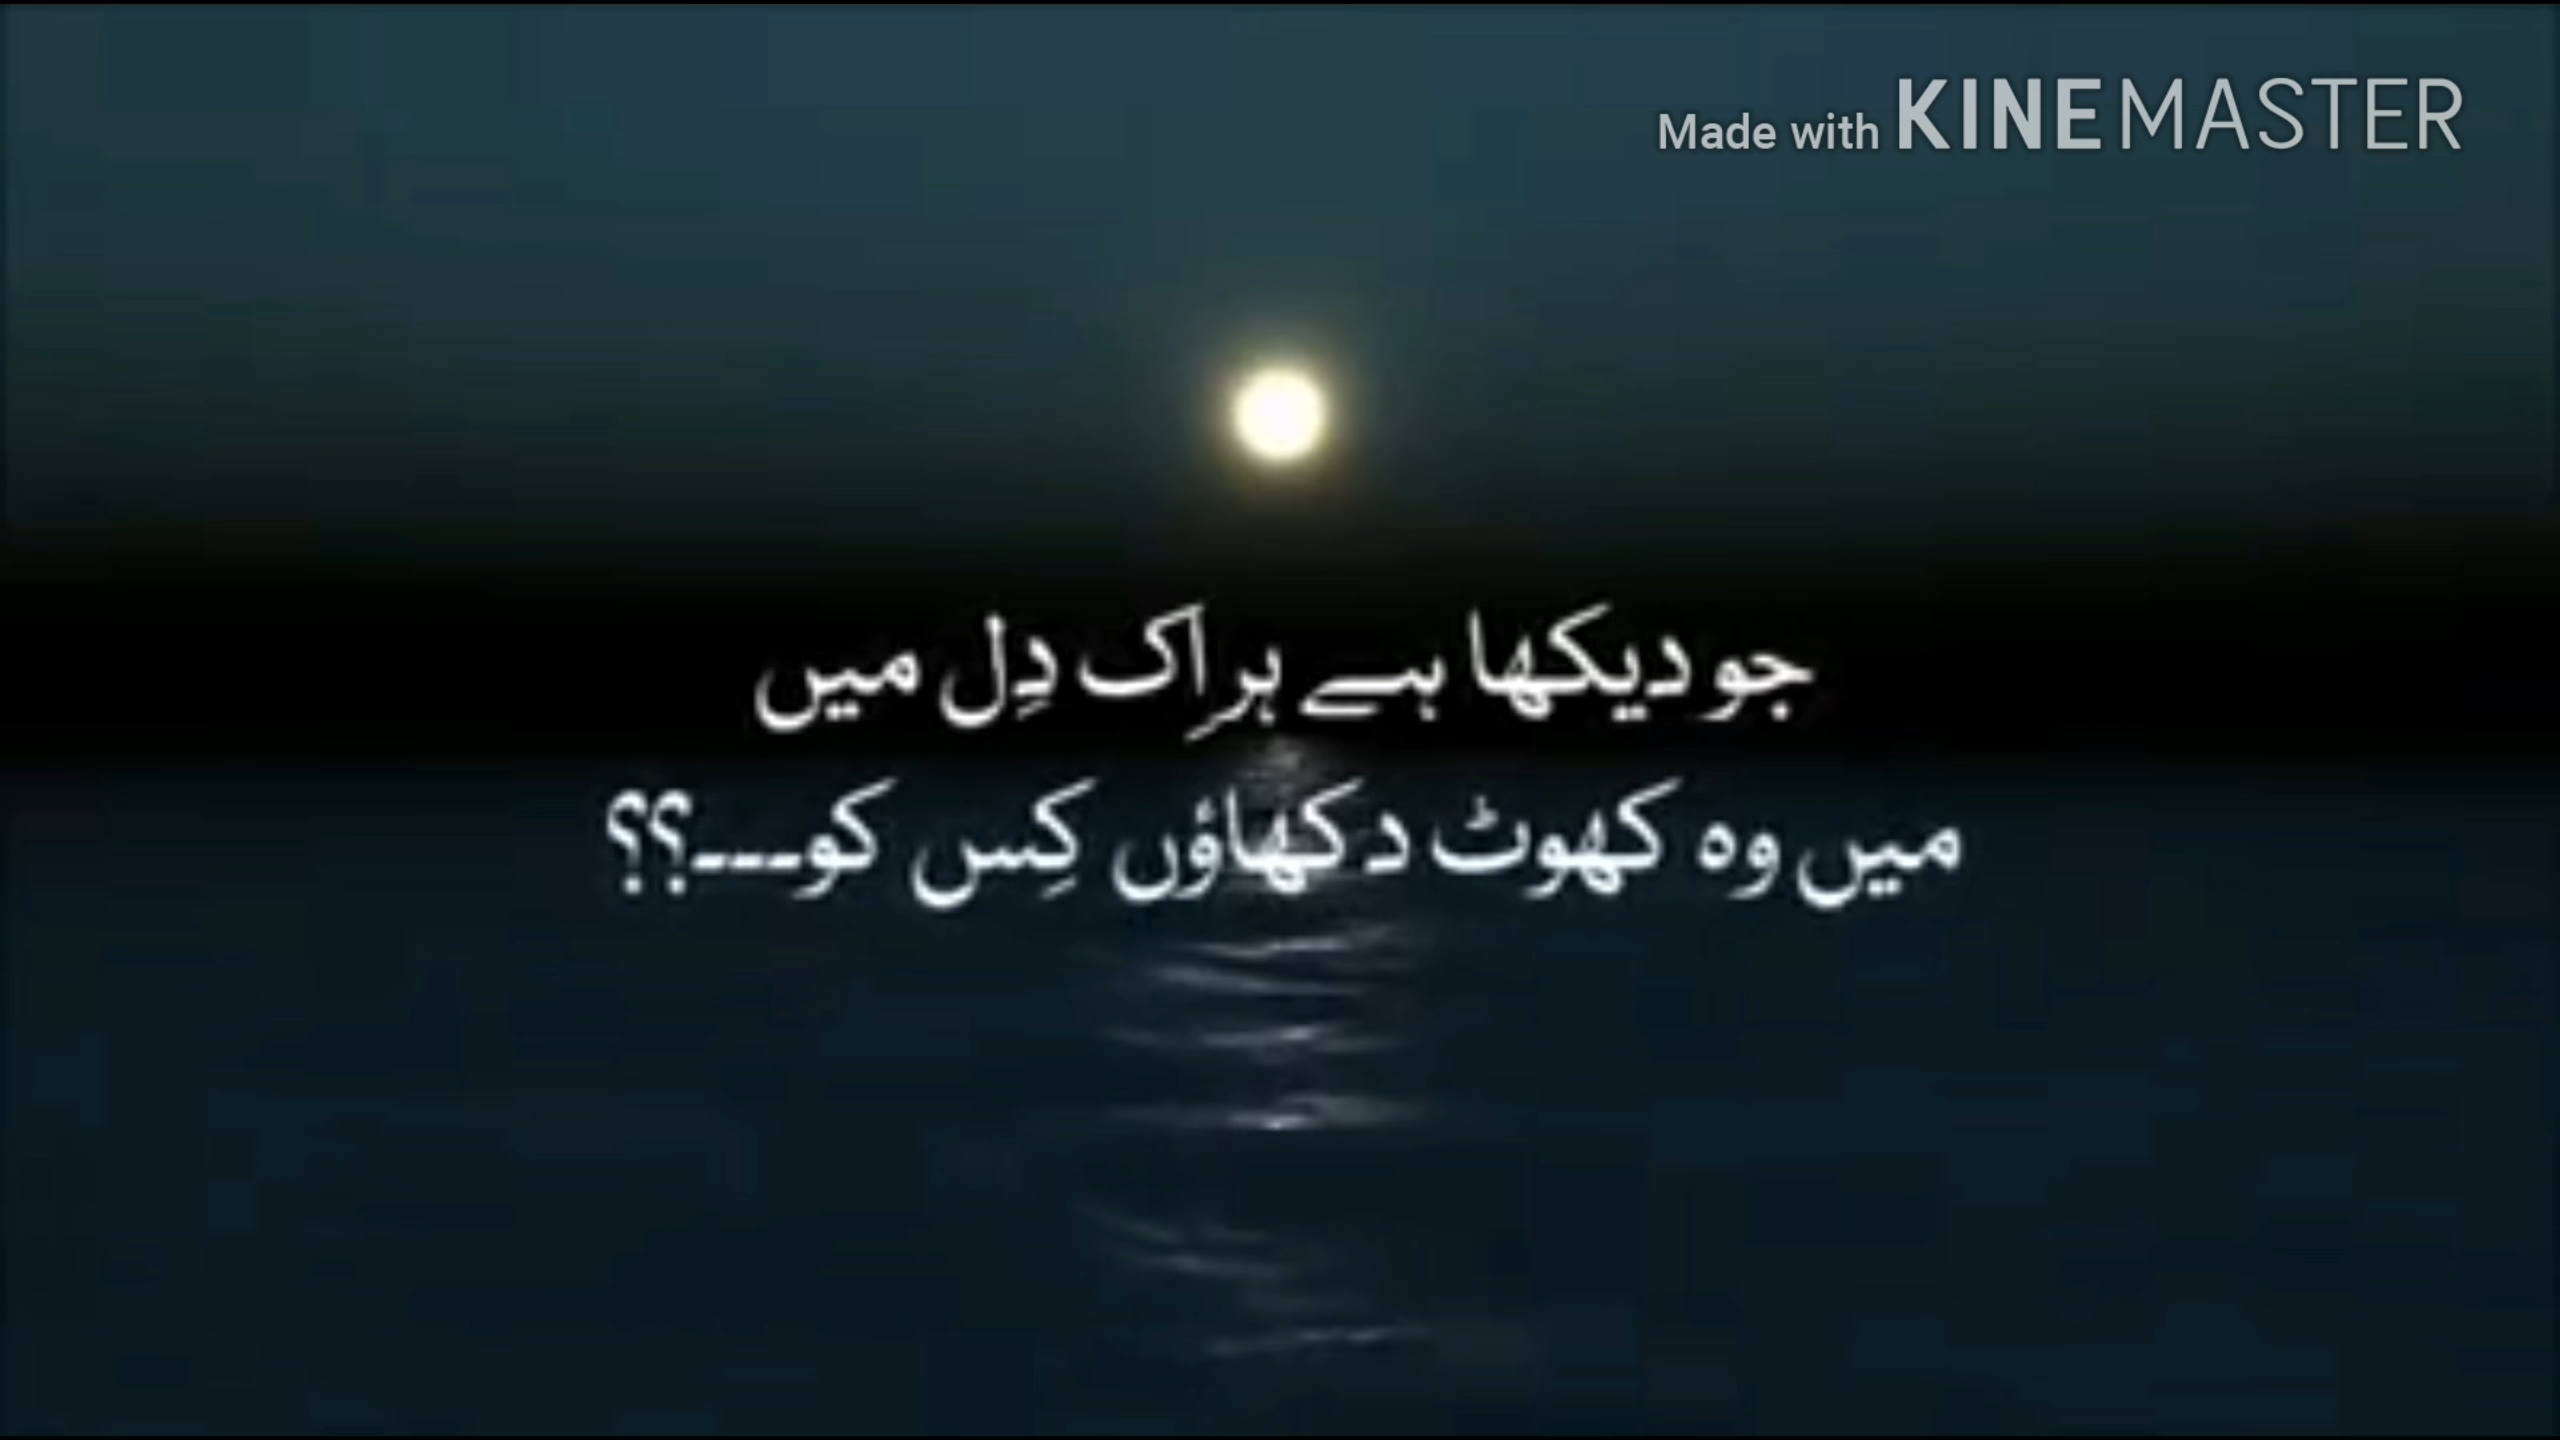 Made with KINEMASTER
جو دیکھا ہے ہر اِک دِل میں
میں وہ کھوٹ دکھاؤں کِس کو۔۔۔؟؟